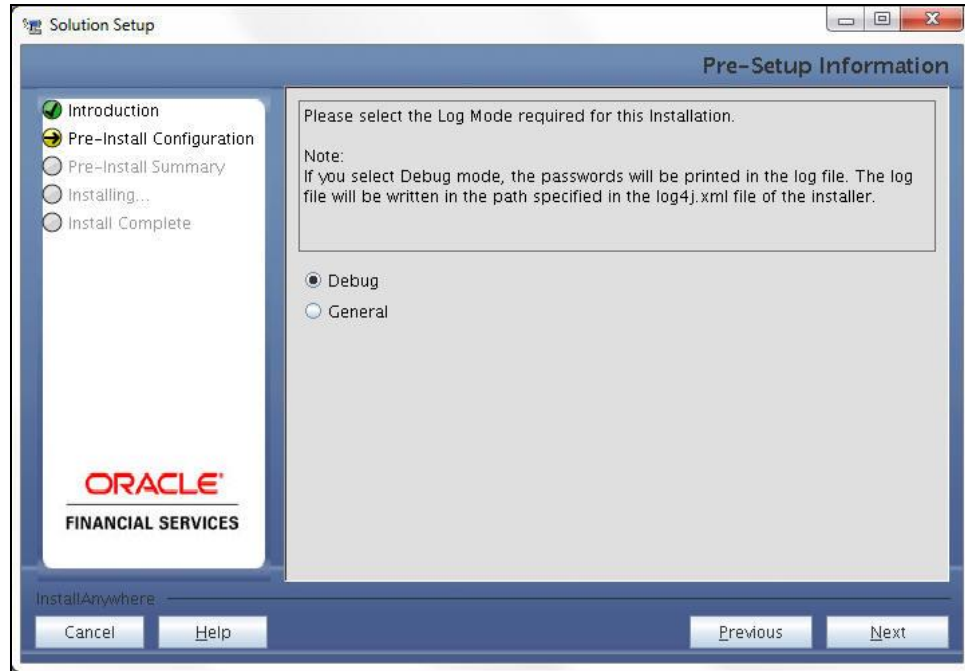 Solution Setup
Pre-Setup Information
Introduction
Pre-Install Configuration
Pre-Install Summary
Installing...
Install Complete
ORACLE®
FINANCIAL SERVICES
Please select the Log Mode required for this Installation.
Note:
If you select Debug mode, the passwords will be printed in the log file. The log
file will be written in the path specified in the log4j.xml file of the installer.
Debug
General
InstallAnywhere
Cancel
Help
Previous
Next